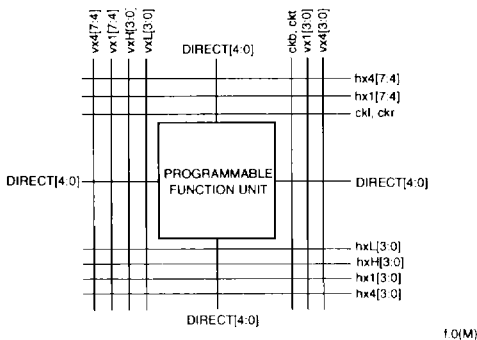 vx4[7:4]
vx1[7:4]
vxH[3:0]
vxL[3:0]
DIRECT[4:0]
ckb, ckt
vx1[3:0]
vx4[3:0]
hx4[7:4]
hx1[7:4]
ckl, ckr
DIRECT[4:0]
PROGRAMMABLE
FUNCTION UNIT
DIRECT[4:0]
hxL[3:0]
hxH[3:0]
hx1[3:0]
hx4[3:0]
DIRECT[4:0]
f.0(M)